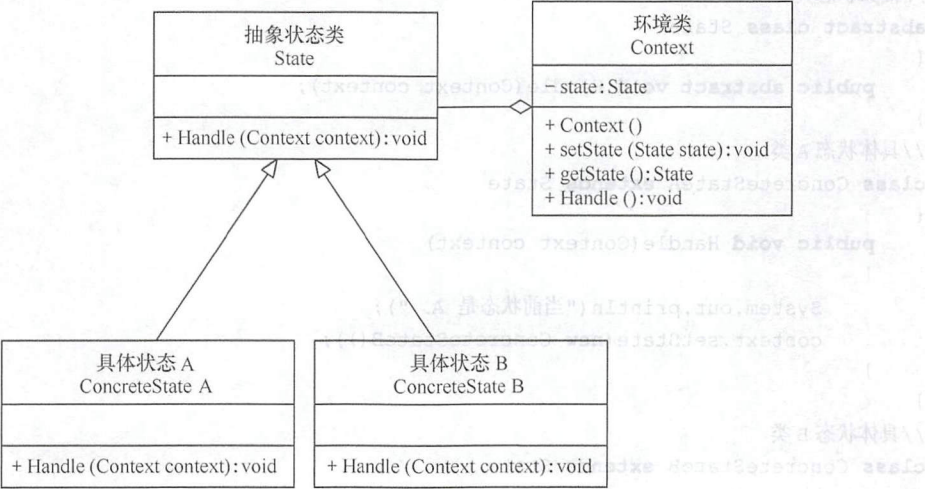 抽象状态类
State
+ Handle (Context context): void
环境类
Context
- state: State
+ Context ()
+ setState (State state): void
+ getState (): State
+ Handle (): void
具体状态 A
ConcreteState A
+ Handle (Context context): void
具体状态 B
ConcreteState B
+ Handle (Context context): void